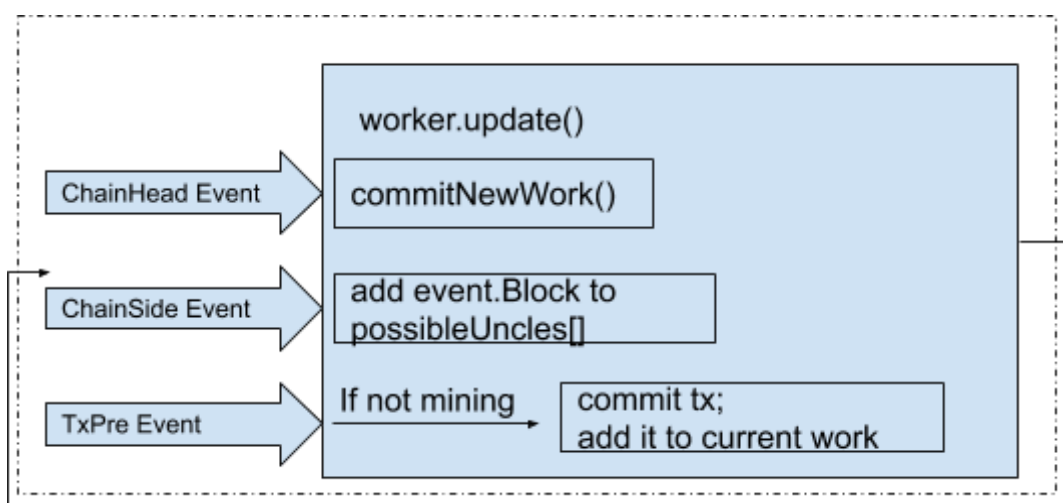 worker.update()
ChainHead Event
commitNewWork()
ChainSide Event
add event.Block to
possibleUncles[]
TxPre Event
If not mining
commit tx;
add it to current work